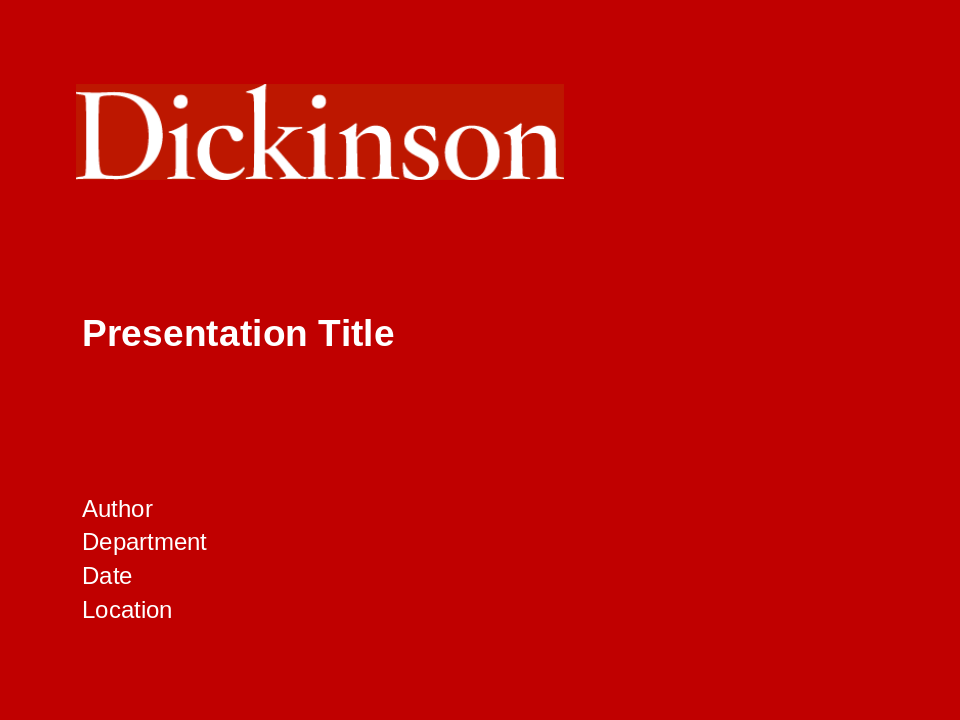 Dickinson
Presentation Title
Author
Department
Date
Location